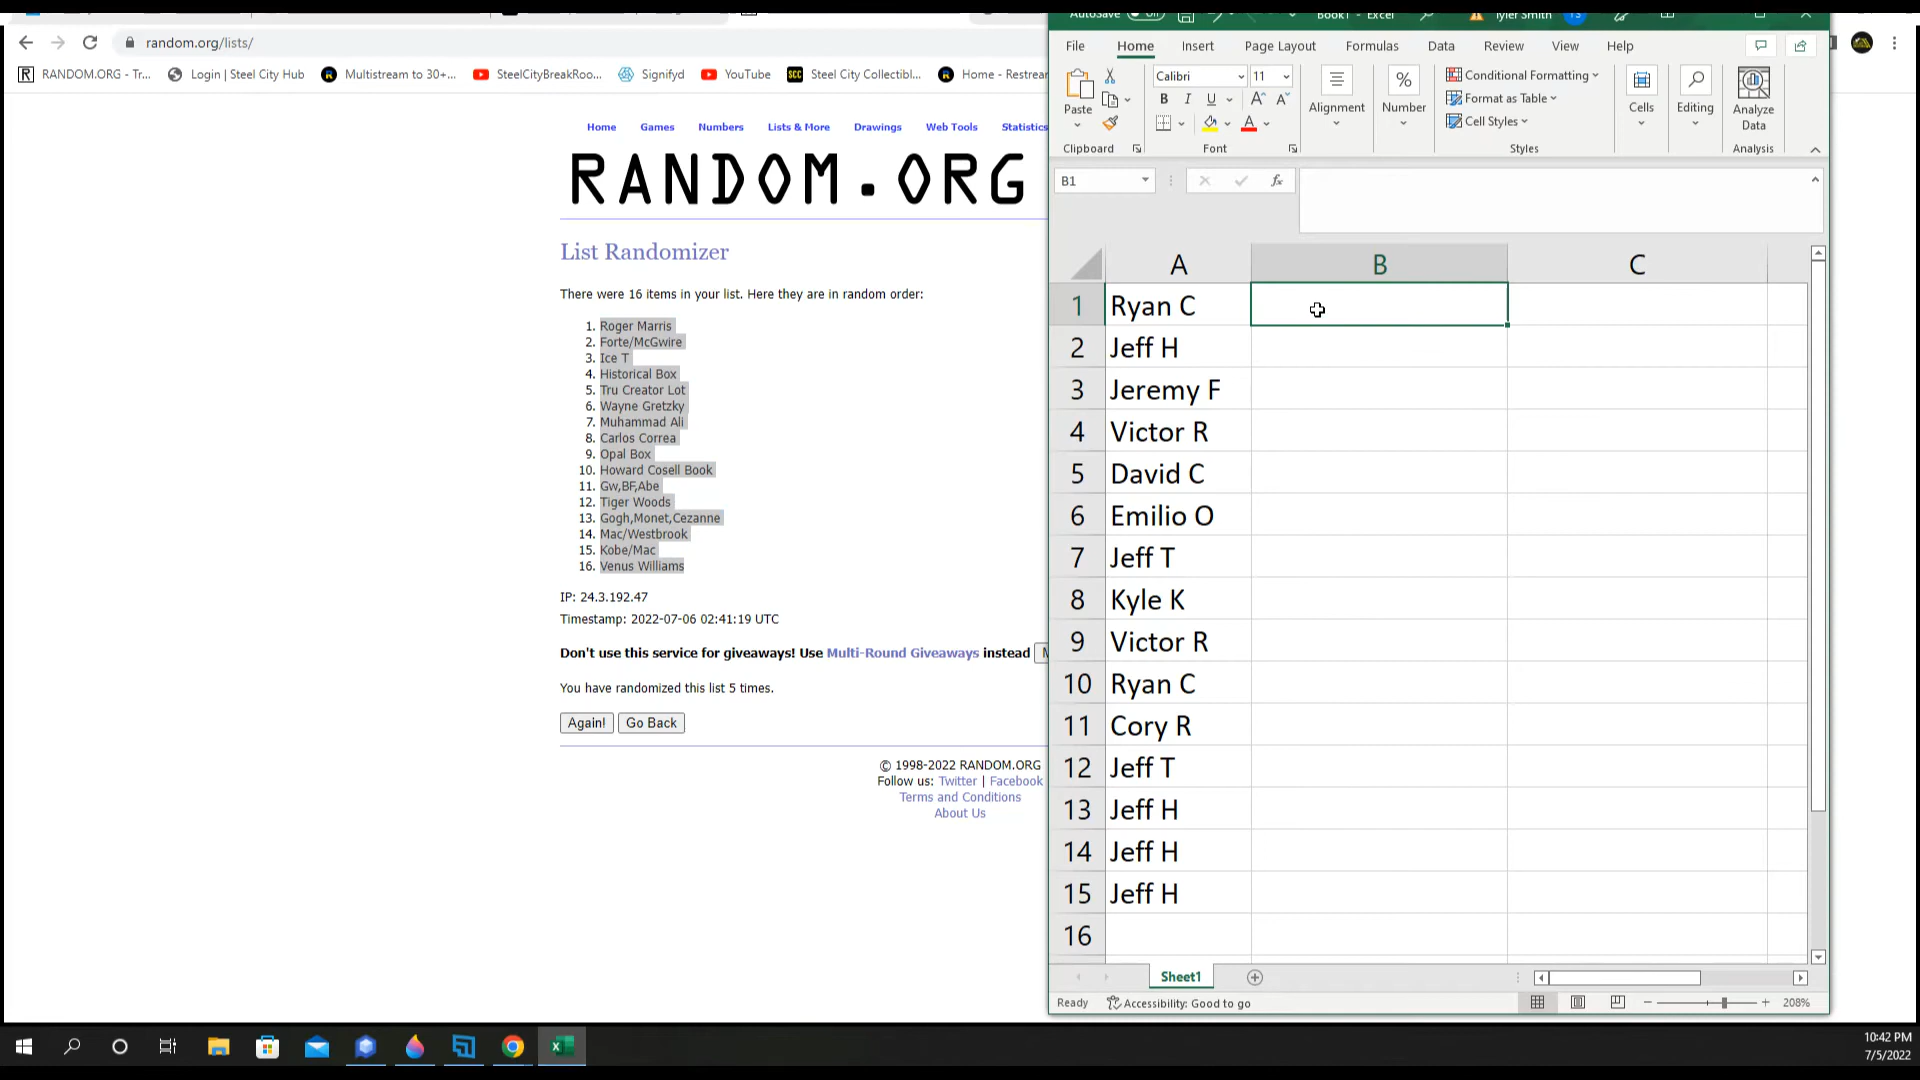 random.org/lists/
RANDOM.ORG - Tr...
Login | Steel City Hub
Multistream to 30+...
SteelCityBreakRoo...
Signifyd
YouTube
Steel City Collectibl...
Home - Restrean
Home Games Numbers Lists & More Drawings Web Tools Statistics
RANDOM.ORG
List Randomizer
There were 16 items in your list. Here they are in random order:
1. Roger Marris
2. Forte/McGwire
3. Ice T
4. Historical Box
5. Tru Creator Lot
6. Wayne Gretzky
7. Muhammad Ali
8. Carlos Correa
9. Opal Box
10. Howard Cosell Book
11. Gw,BF,Abe
12. Tiger Woods
13. Gogh,Monet,Cezanne
14. Mac/Westbrook
15. Kobe/Mac
16. Venus Williams
IP: 24.3.192.47
Timestamp: 2022-07-06 02:41:19 UTC
Don't use this service for giveaways! Use Multi-Round Giveaways instead
You have randomized this list 5 times.
Again! Go Back
© 1998-2022 RANDOM.ORG
Follow us: Twitter | Facebook
Terms and Conditions
About Us
AutoSave Off Book1 - Excel Tyler Smith TS
File Home Insert Page Layout Formulas Data Review View Help
Paste
Clipboard
Calibri 11
B I U A A
A
Font
Alignment
% Number
Conditional Formatting
Format as Table
Cell Styles
Styles
Cells
Editing
Analyze Data
Analysis
B1 fx
A B C
1 Ryan C
2 Jeff H
3 Jeremy F
4 Victor R
5 David C
6 Emilio O
7 Jeff T
8 Kyle K
9 Victor R
10 Ryan C
11 Cory R
12 Jeff T
13 Jeff H
14 Jeff H
15 Jeff H
16
Sheet1
Ready Accessibility: Good to go 208%
10:42 PM
7/5/2022